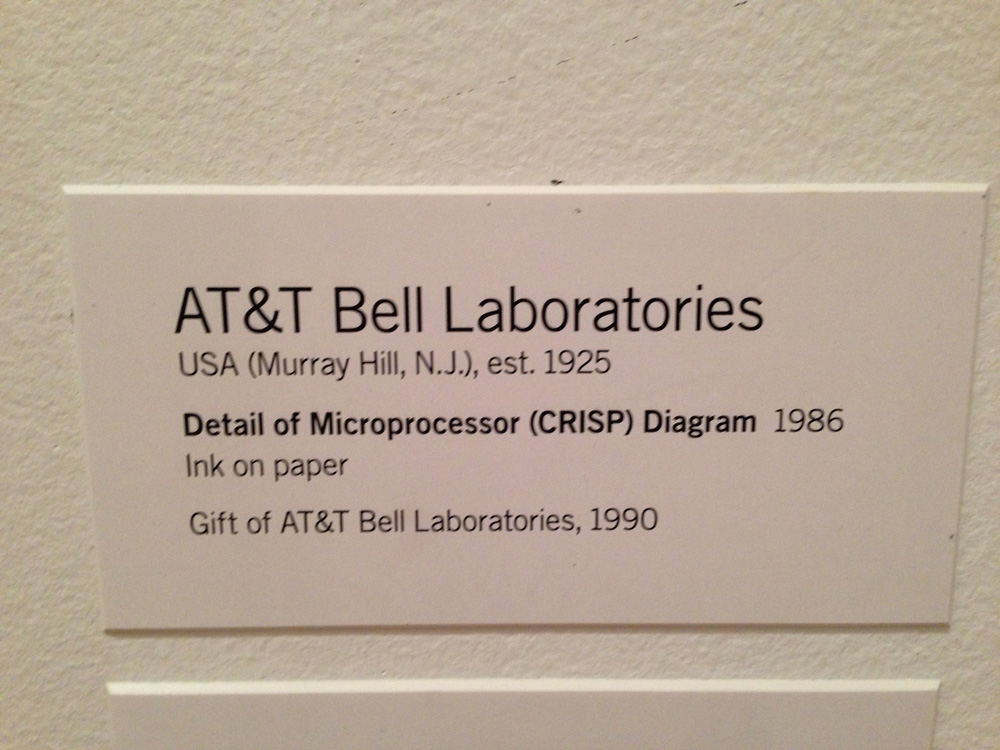 AT&T Bell Laboratories
USA (Murray Hill, N.J.), est. 1925
Detail of Microprocessor (CRISP) Diagram 1986
Ink on paper
Gift of AT&T Bell Laboratories, 1990